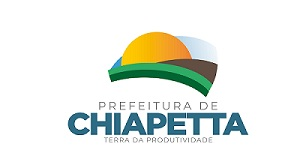 PREFEITURA DE
CHIAPETTA
TERRA DA PRODUTIVIDADE